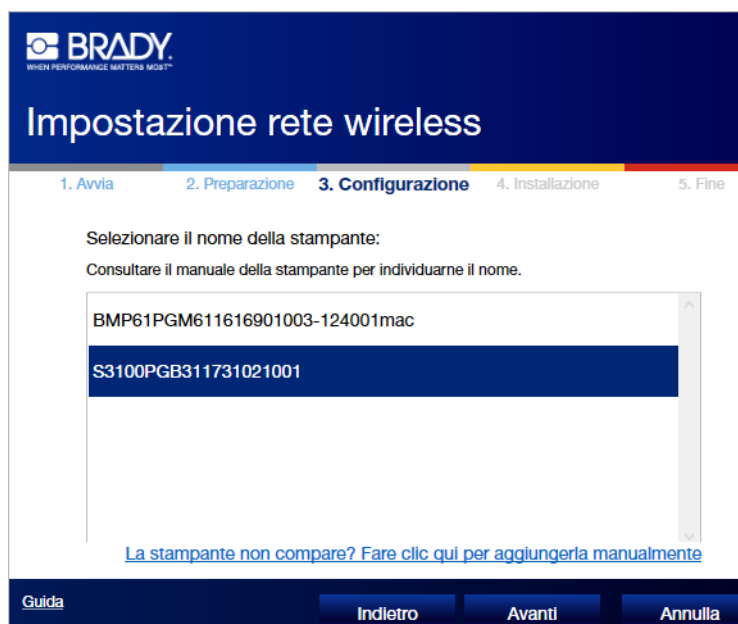 BRADY.
WHEN PERFORMANCE MATTERS MOST™
Impostazione rete wireless
1. Avvia 2. Preparazione 3. Configurazione 4. Installazione 5. Fine
Selezionare il nome della stampante:
Consultare il manuale della stampante per individuarne il nome.
BMP61PGM611616901003-124001mac
S3100PGB311731021001
La stampante non compare? Fare clic qui per aggiungerla manualmente
Guida Indietro Avanti Annulla